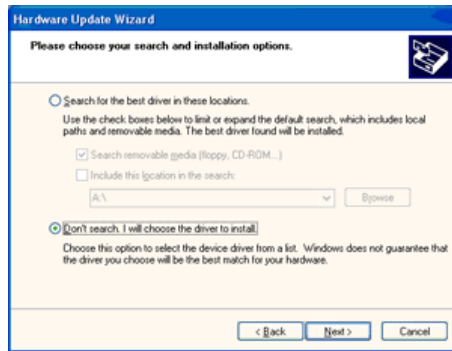 Hardware Update Wizard
Please choose your search and installation options.
Search for the best driver in these locations.
Use the check boxes below to limit or expand the default search, which includes local
paths and removable media. The best driver found will be installed.
Search removable media (floppy, CD-ROM...)
Include this location in the search:
A:\
Browse
Don't search. I will choose the driver to install.
Choose this option to select the device driver from a list. Windows does not guarantee that
the driver you choose will be the best match for your hardware.
< Back Next > Cancel